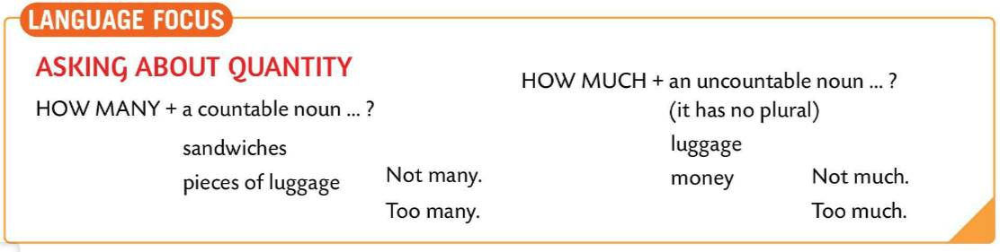 LANGUAGE FOCUS
ASKING ABOUT QUANTITY
HOW MANY + a countable noun ... ?
sandwiches
pieces of luggage
Not many.
Too many.
HOW MUCH + an uncountable noun ... ?
(it has no plural)
luggage
money
Not much.
Too much.